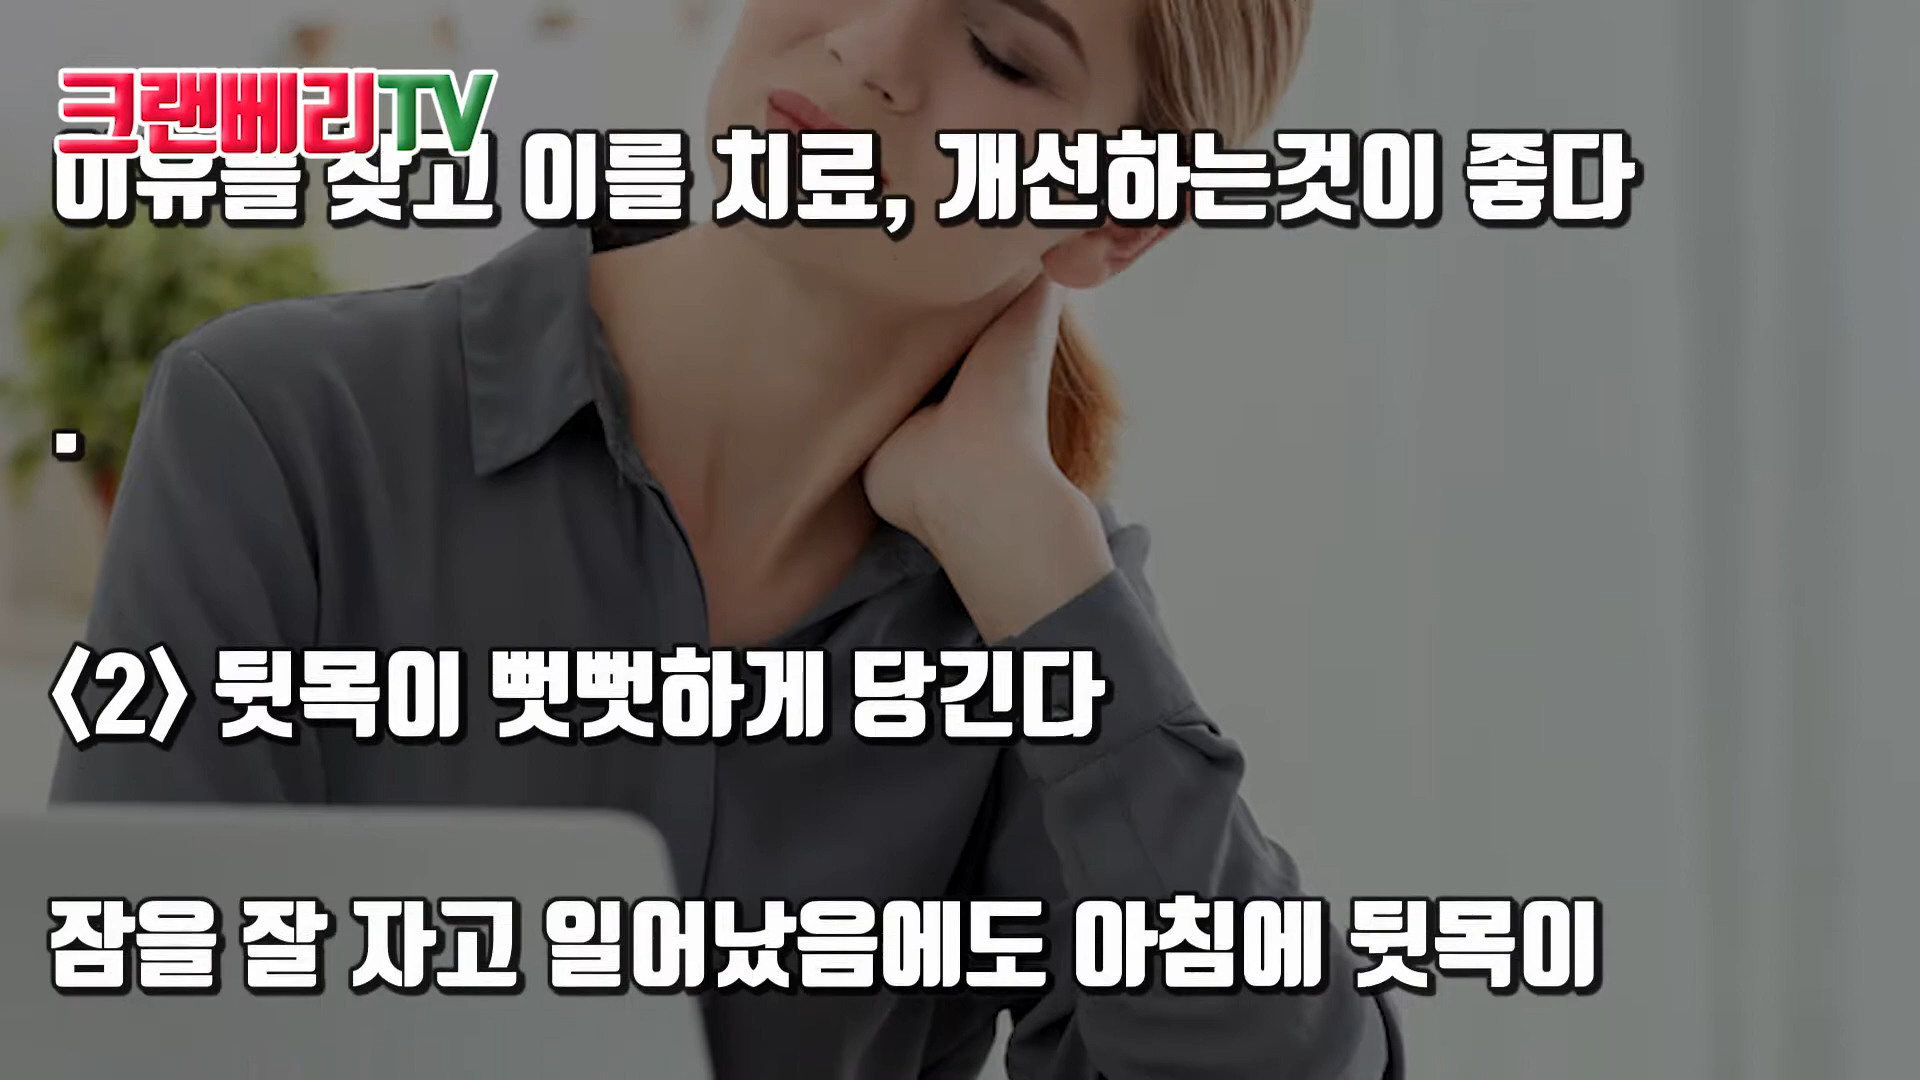 크랜베리TV
이유를 찾고 이를 치료, 개선하는것이 좋다
.
<2> 뒷목이 뻣뻣하게 당긴다
잠을 잘 자고 일어났음에도 아침에 뒷목이